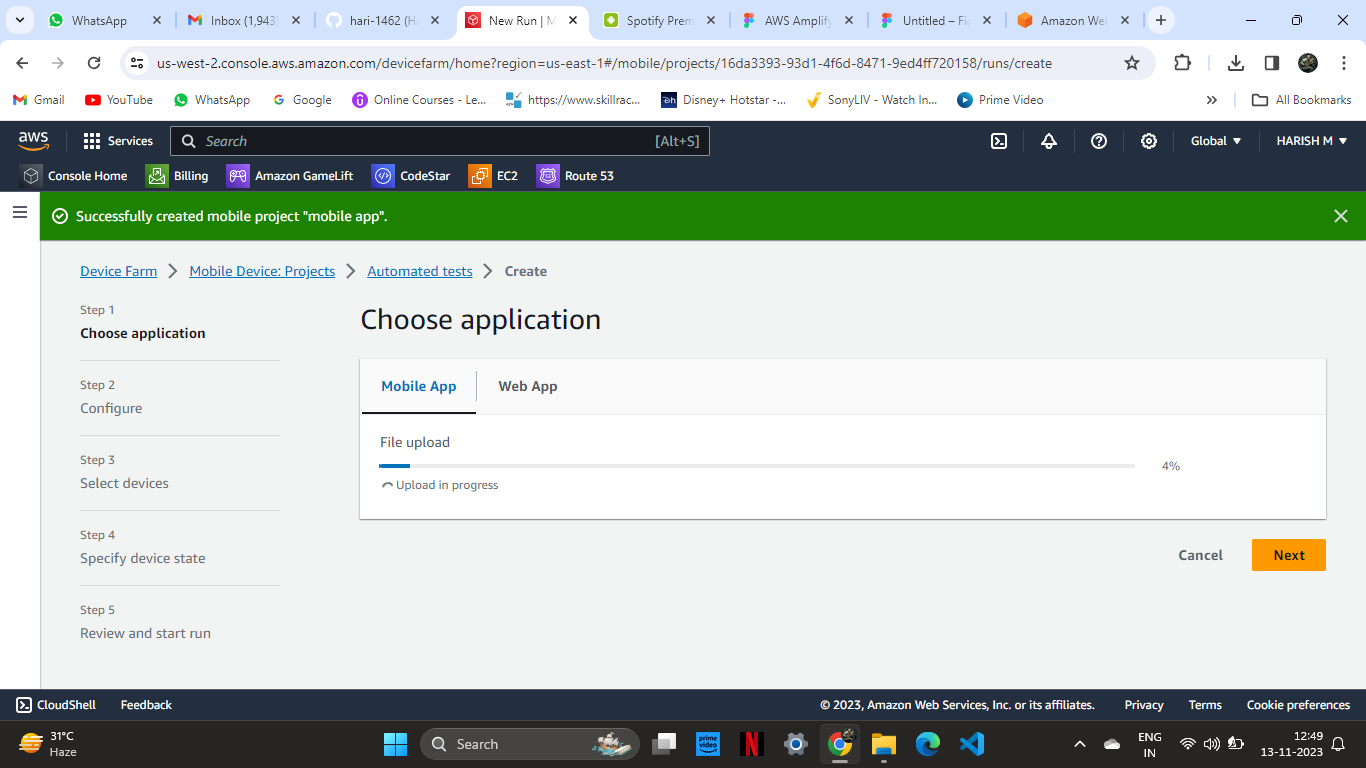 WhatsApp
Inbox (1,943)
hari-1462 (H
New Run | M
Spotify Prem
AWS Amplify
Untitled – Fig
Amazon Web
us-west-2.console.aws.amazon.com/devicefarm/home?region=us-east-1#/mobile/projects/16da3393-93d1-4f6d-8471-9ed4ff720158/runs/create
Gmail
YouTube
WhatsApp
Google
Online Courses - Le...
https://www.skillrac...
Disney+ Hotstar -...
SonyLIV - Watch In...
Prime Video
All Bookmarks
aws
Services
Search
[Alt+S]
Global
HARISH M
Console Home
Billing
Amazon GameLift
CodeStar
EC2
Route 53
Successfully created mobile project "mobile app".
Device Farm
Mobile Device: Projects
Automated tests
Create
Step 1
Choose application
Step 2
Configure
Step 3
Select devices
Step 4
Specify device state
Step 5
Review and start run
Choose application
Mobile App
Web App
File upload
4%
Upload in progress
Cancel
Next
CloudShell
Feedback
© 2023, Amazon Web Services, Inc. or its affiliates.
Privacy
Terms
Cookie preferences
31°C
Haze
Search
prime video
ENG
IN
12:49
13-11-2023